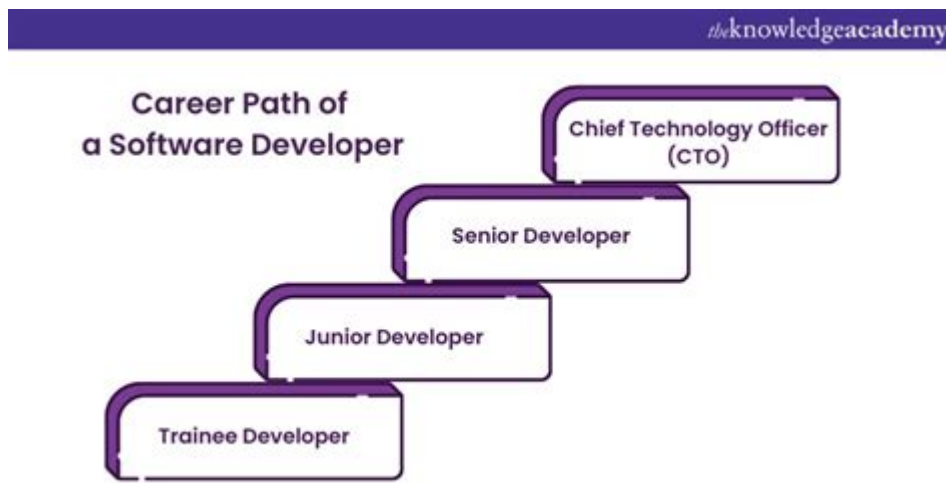 theknowledgeacademy
Career Path of
a Software Developer
Chief Technology Officer
(CTO)
Senior Developer
Junior Developer
Trainee Developer